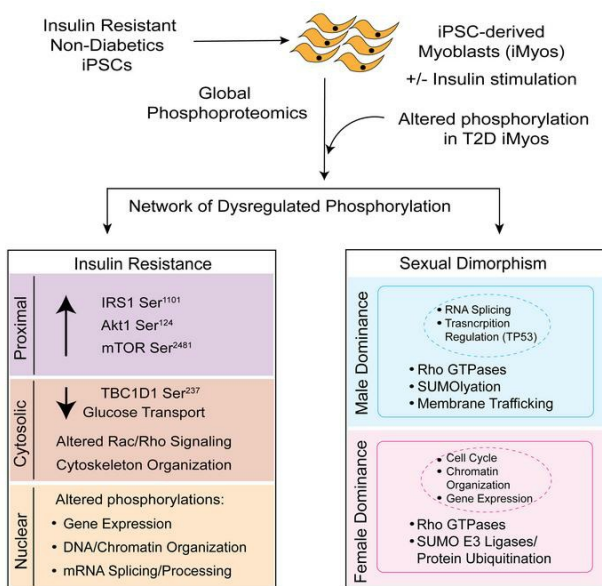 Insulin Resistant
Non-Diabetics
iPSCs
iPSC-derived
Myoblasts (iMyos)
+/- Insulin stimulation
Global
Phosphoproteomics
Altered phosphorylation
in T2D iMyos
Network of Dysregulated Phosphorylation
Insulin Resistance
Proximal
IRS1 Ser¹¹⁰¹
Akt1 Ser¹²⁴
mTOR Ser²⁴⁸¹
Cytosolic
TBC1D1 Ser²³⁷
Glucose Transport
Altered Rac/Rho Signaling
Cytoskeleton Organization
Nuclear
Altered phosphorylations:
• Gene Expression
• DNA/Chromatin Organization
• mRNA Splicing/Processing
Sexual Dimorphism
Male Dominance
• RNA Splicing
• Trasncrpition
Regulation (TP53)
• Rho GTPases
• SUMOlyation
• Membrane Trafficking
Female Dominance
• Cell Cycle
• Chromatin
Organization
• Gene Expression
• Rho GTPases
• SUMO E3 Ligases/
Protein Ubiquitination